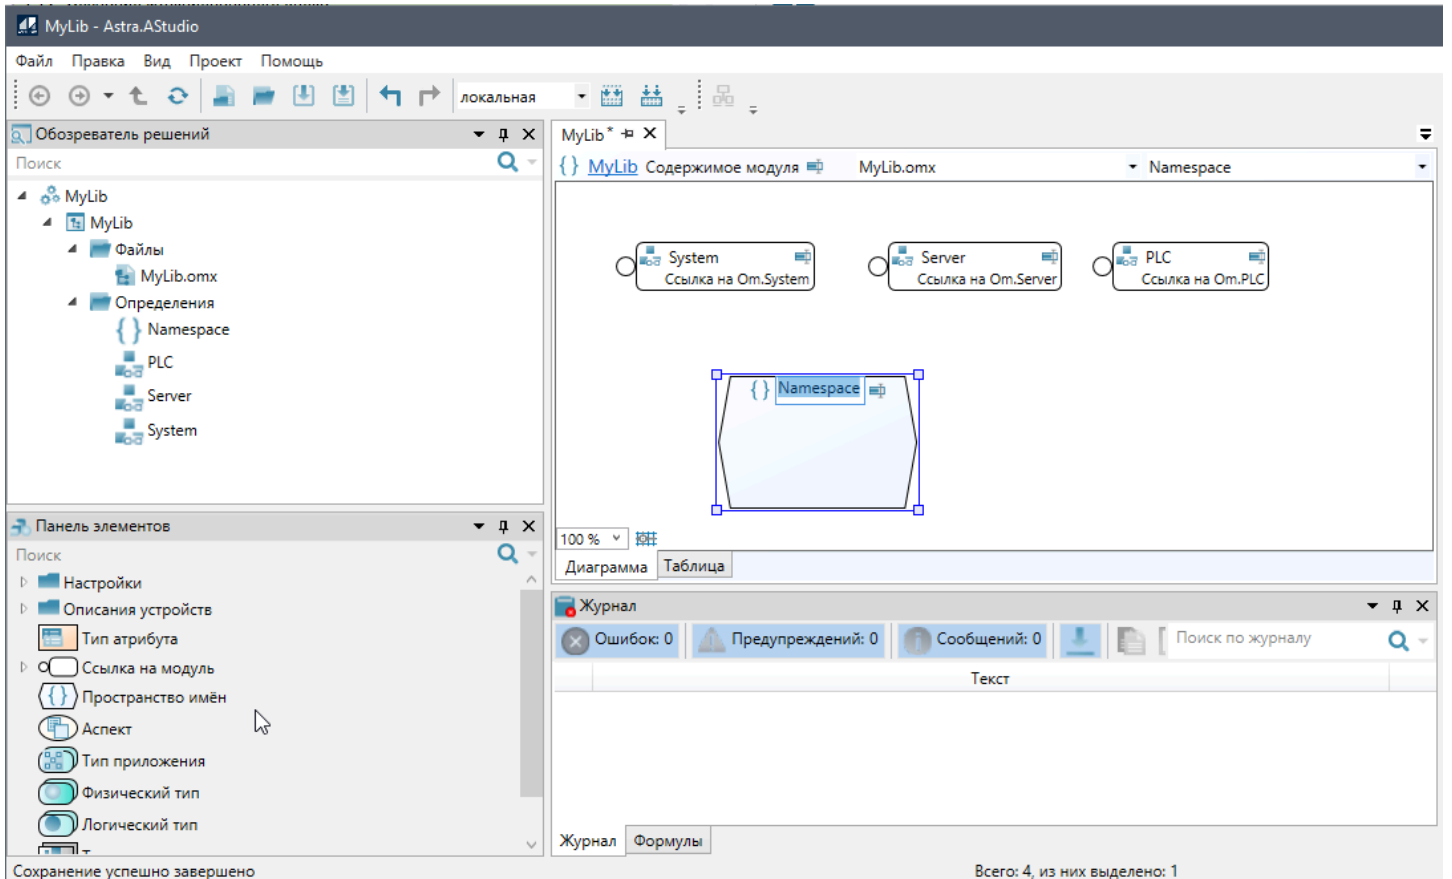 MyLib - Astra.AStudio
Файл Правка Вид Проект Помощь
локальная
Обозреватель решений
Поиск
MyLib
MyLib
Файлы
MyLib.omx
Определения
{ } Namespace
PLC
Server
System
Панель элементов
Поиск
Настройки
Описания устройств
Тип атрибута
Ссылка на модуль
{ } Пространство имён
Аспект
Тип приложения
Физический тип
Логический тип
Сохранение успешно завершено
MyLib*
{ } MyLib Содержимое модуля MyLib.omx Namespace
System
Ссылка на Om.System
Server
Ссылка на Om.Server
PLC
Ссылка на Om.PLC
{ } Namespace
100 %
Диаграмма Таблица
Журнал
Ошибок: 0 Предупреждений: 0 Сообщений: 0 Поиск по журналу
Текст
Журнал Формулы
Всего: 4, из них выделено: 1